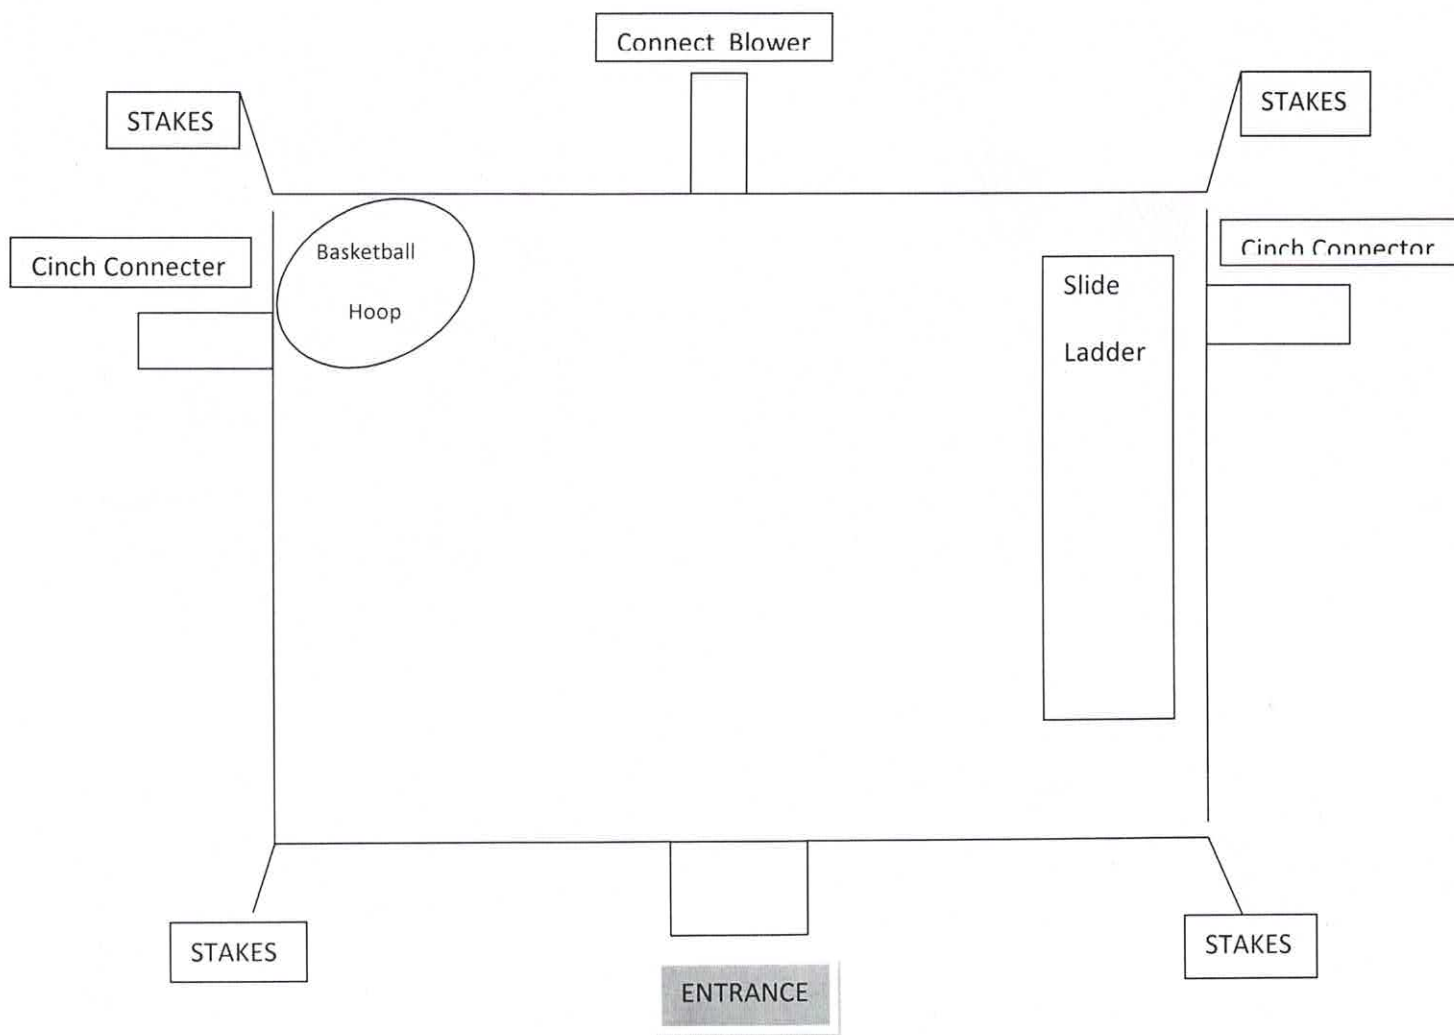 Connect Blower
STAKES
STAKES
Basketball
Hoop
Cinch Connecter
Cinch Connector
Slide
Ladder
STAKES
STAKES
ENTRANCE